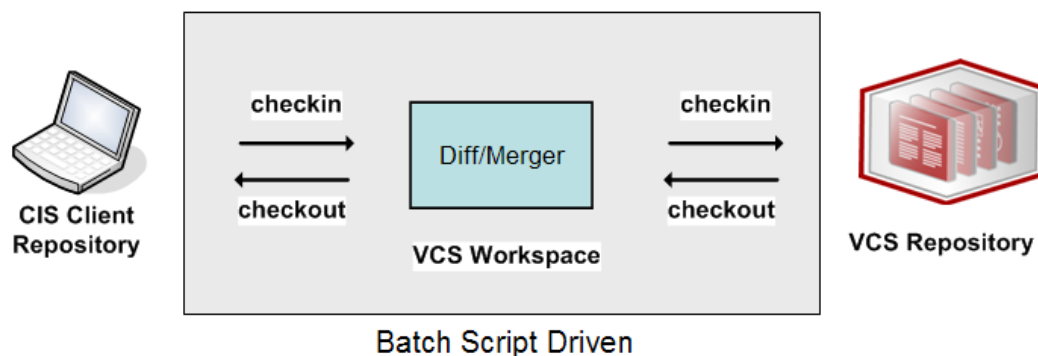 checkin
checkin
Diff/Merger
checkout
checkout
CIS Client
Repository
VCS Workspace
VCS Repository
Batch Script Driven